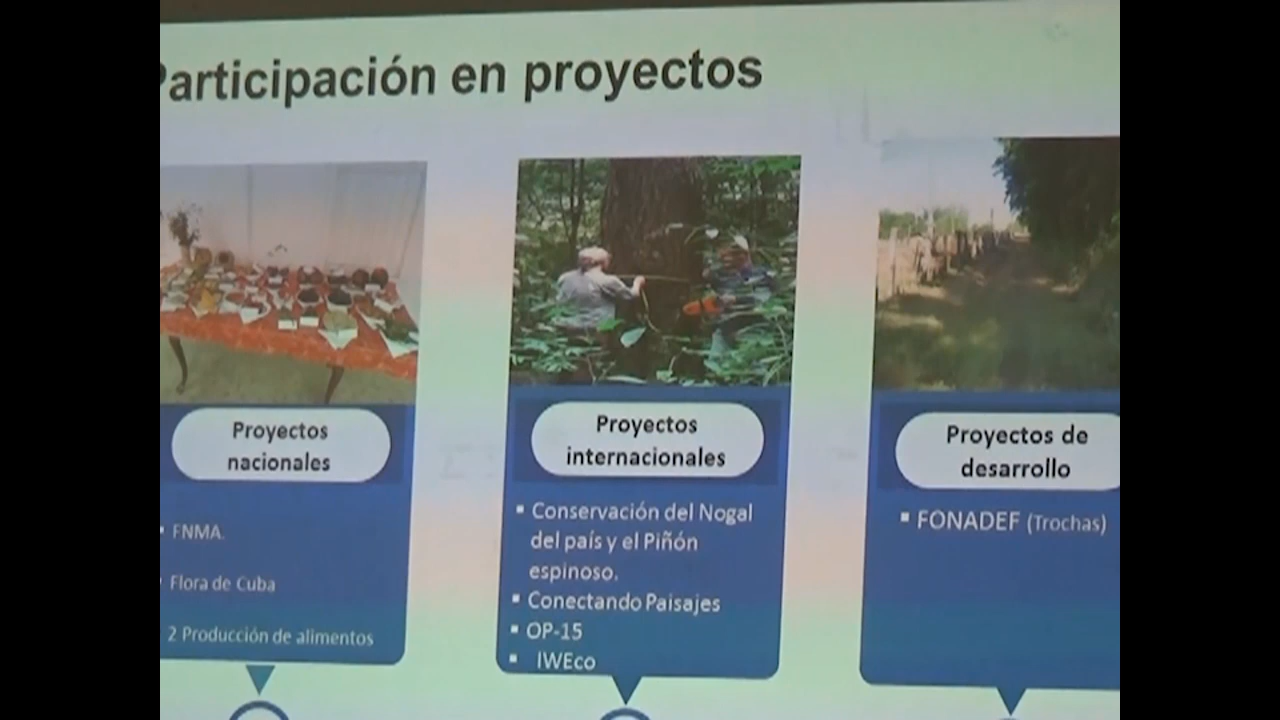 Participación en proyectos
Proyectos
nacionales
FNMA.
Flora de Cuba
2 Producción de alimentos
Proyectos
internacionales
▪ Conservación del Nogal
del país y el Piñón
espinoso.
▪ Conectando Paisajes
▪ OP-15
▪ IWEco
Proyectos de
desarrollo
▪ FONADEF (Trochas)